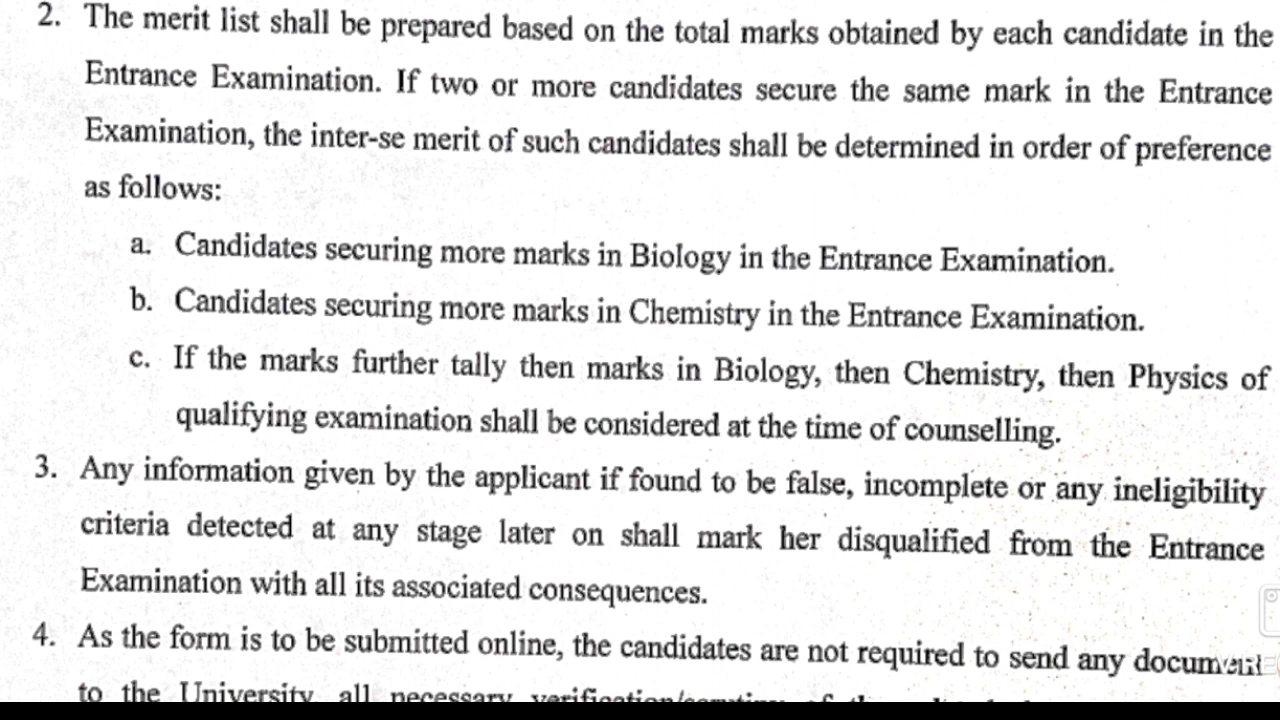 2. The merit list shall be prepared based on the total marks obtained by each candidate in the
Entrance Examination. If two or more candidates secure the same mark in the Entrance
Examination, the inter-se merit of such candidates shall be determined in order of preference
as follows:
a. Candidates securing more marks in Biology in the Entrance Examination.
b. Candidates securing more marks in Chemistry in the Entrance Examination.
c. If the marks further tally then marks in Biology, then Chemistry, then Physics of
qualifying examination shall be considered at the time of counselling.
3. Any information given by the applicant if found to be false, incomplete or any ineligibility
criteria detected at any stage later on shall mark her disqualified from the Entrance
Examination with all its associated consequences.
4. As the form is to be submitted online, the candidates are not required to send any document
to the University, all necessary